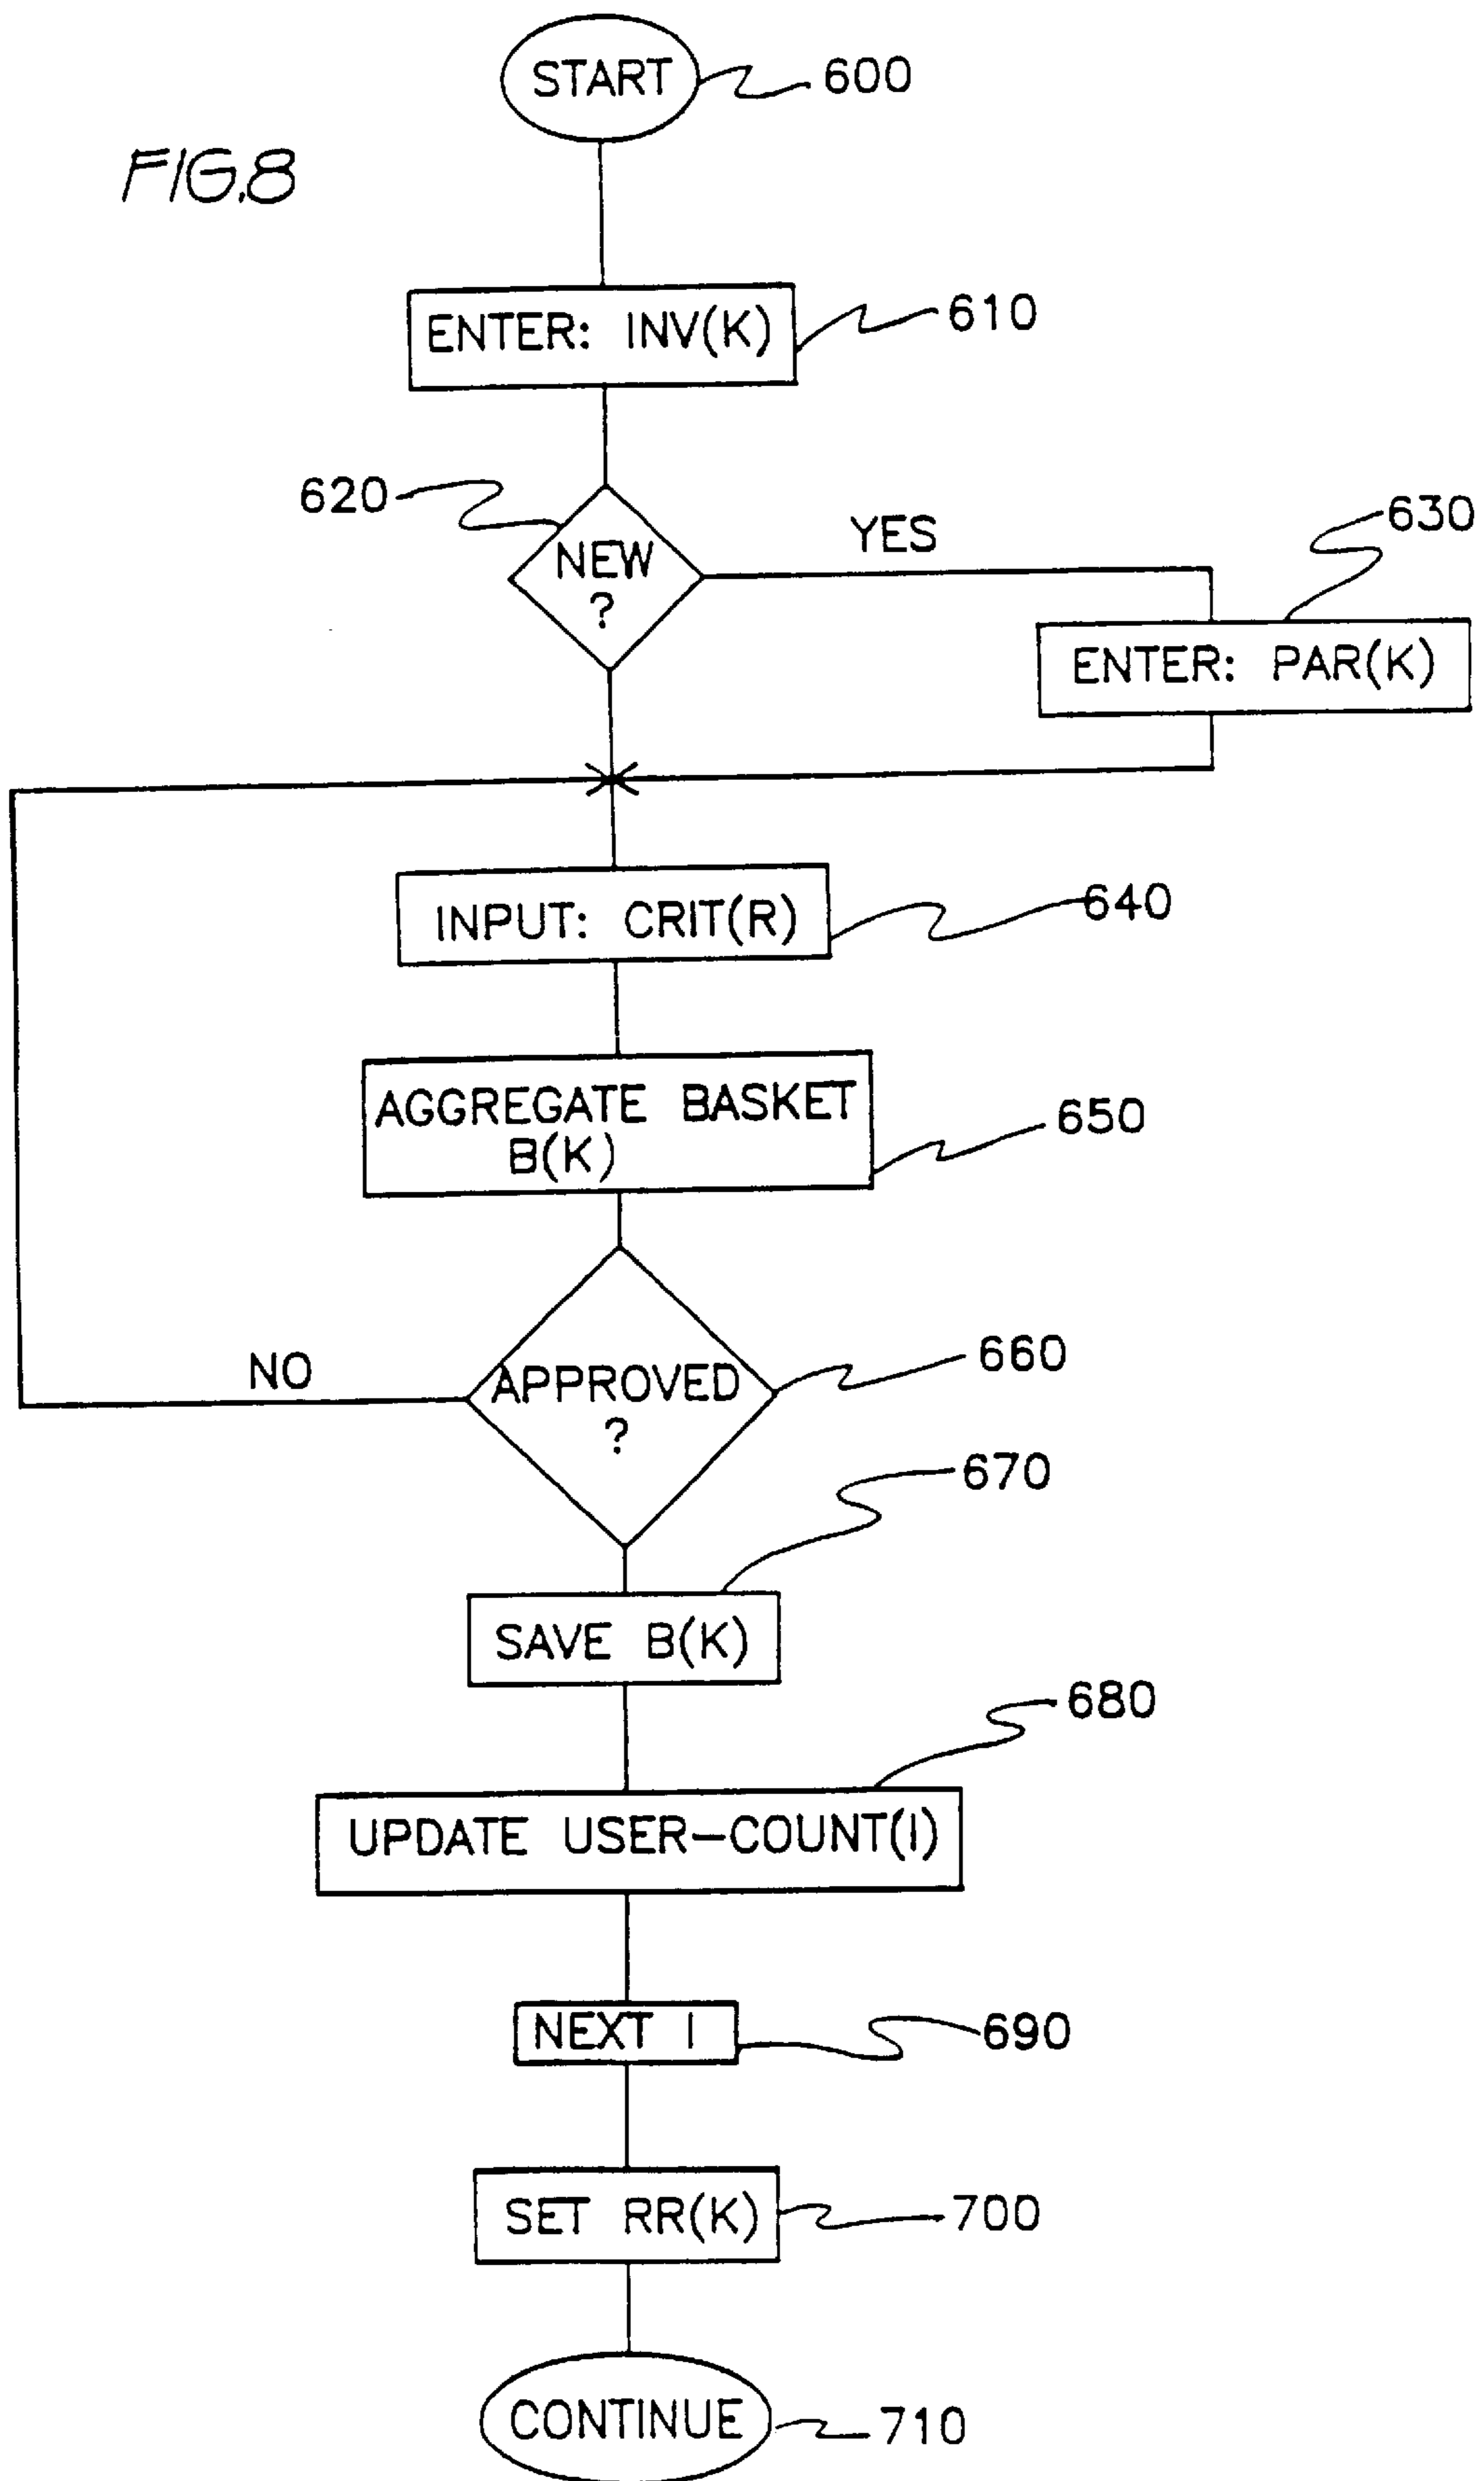 START
600
FIG.8
ENTER: INV(K)
610
620
NEW
?
YES
630
ENTER: PAR(K)
INPUT: CRIT(R)
640
AGGREGATE BASKET
B(K)
650
NO
APPROVED
?
660
670
SAVE B(K)
680
UPDATE USER-COUNT(I)
NEXT I
690
SET RR(K)
700
CONTINUE
710